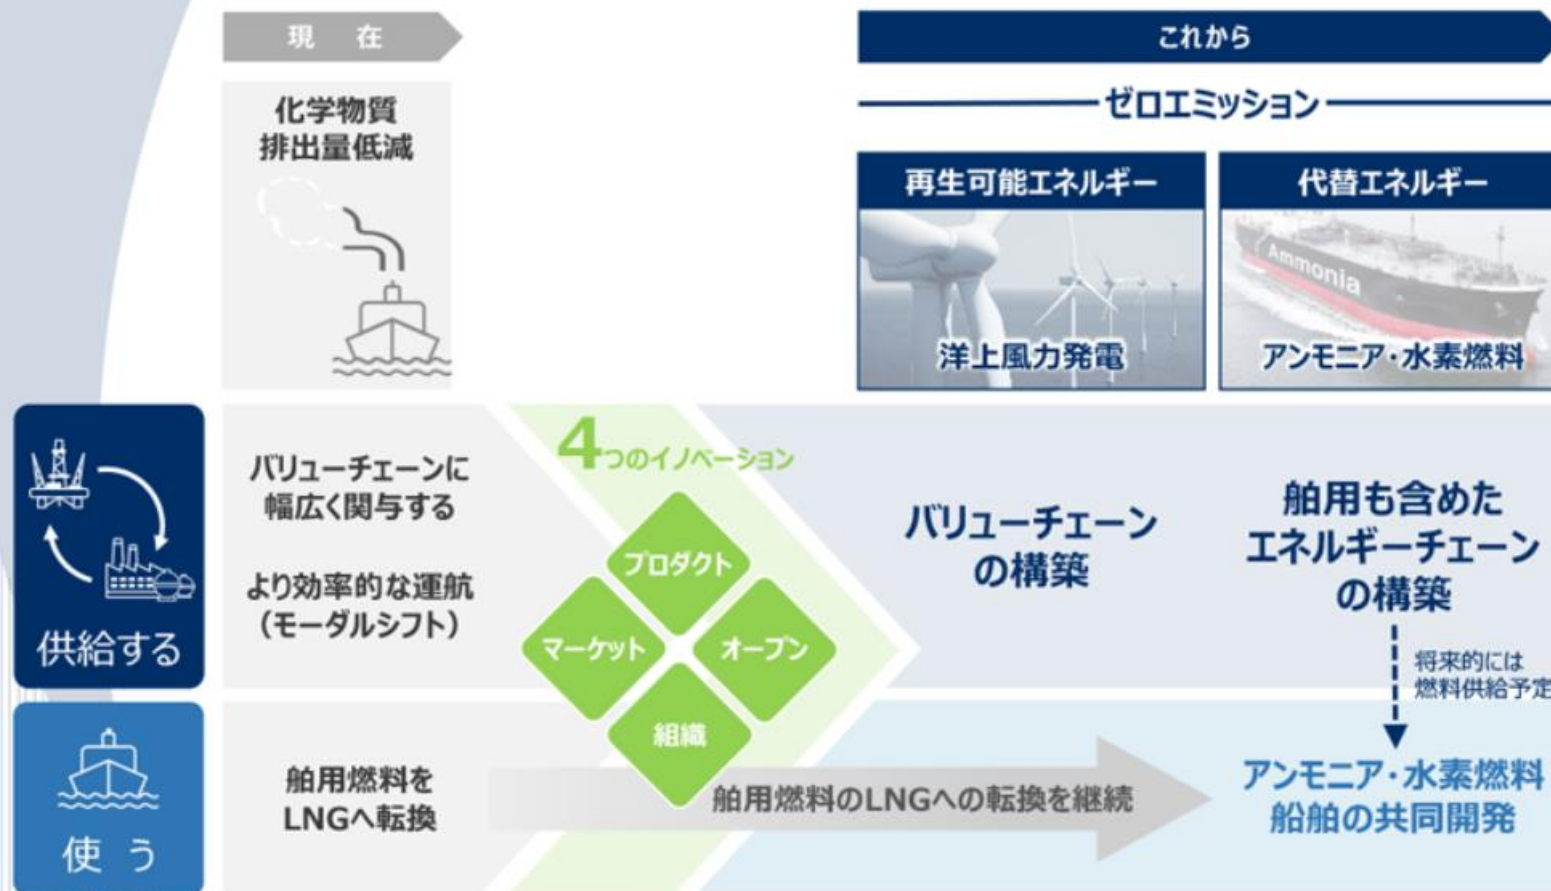 現 在
これから
化学物質
排出量低減
ゼロエミッション
再生可能エネルギー
代替エネルギー
Ammonia
洋上風力発電
アンモニア・水素燃料
供給する
バリューチェーンに
幅広く関与する
より効率的な運航
（モーダルシフト）
4つのイノベーション
プロダクト
マーケット
オープン
組織
バリューチェーン
の構築
舶用も含めた
エネルギーチェーン
の構築
将来的には
燃料供給予定
使 う
舶用燃料を
LNGへ転換
舶用燃料のLNGへの転換を継続
アンモニア・水素燃料
船舶の共同開発